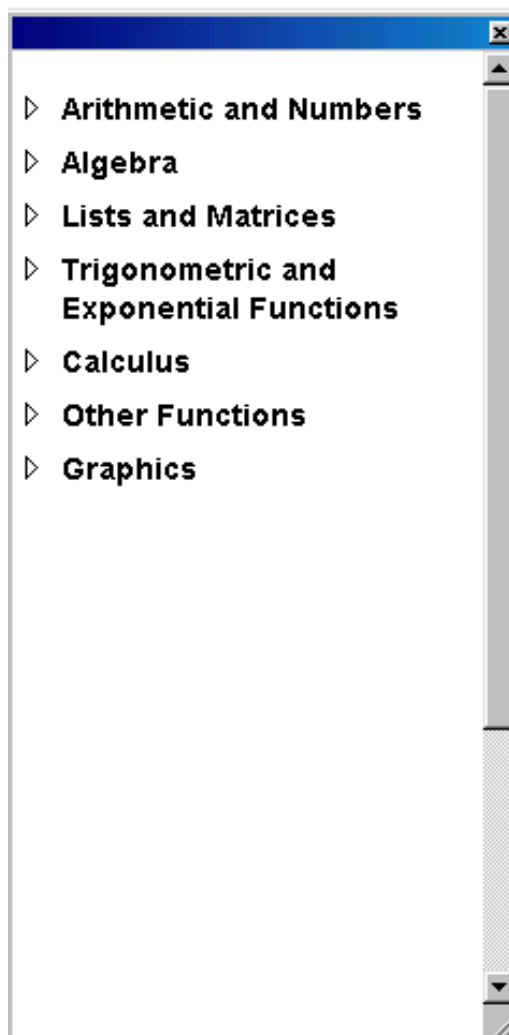 Arithmetic and Numbers
Algebra
Lists and Matrices
Trigonometric and
Exponential Functions
Calculus
Other Functions
Graphics